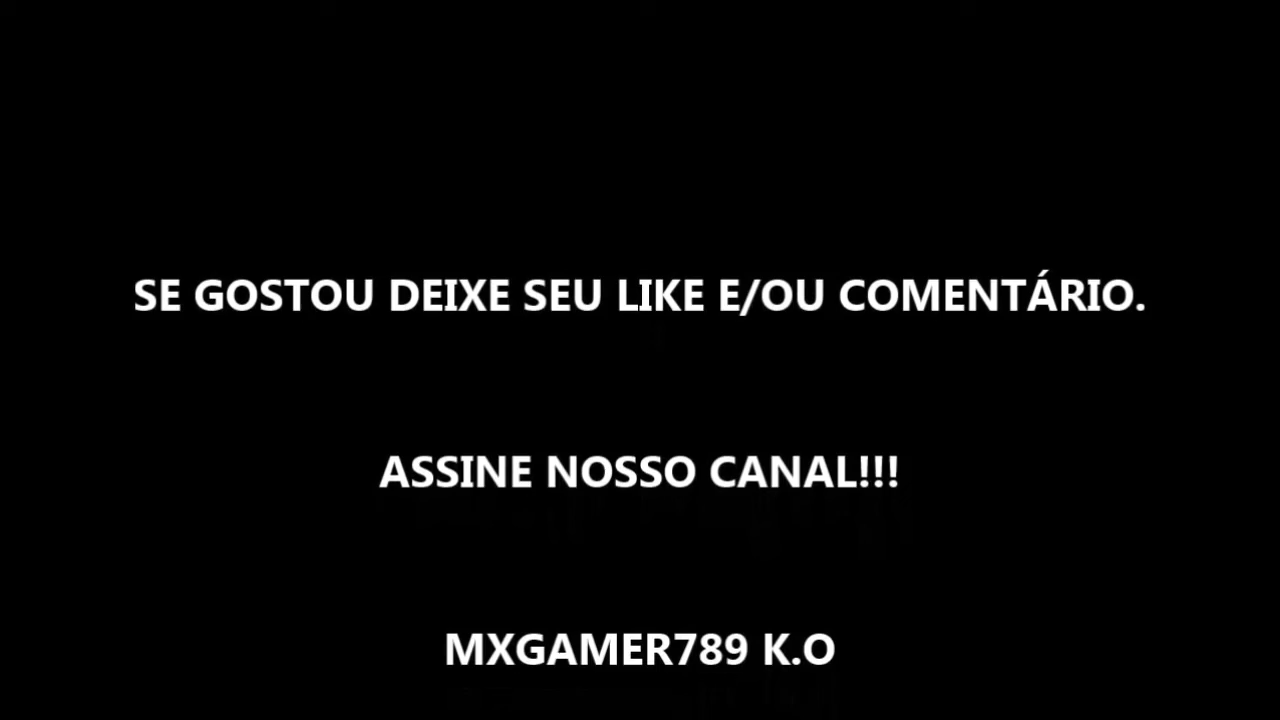 SE GOSTOU DEIXE SEU LIKE E/OU COMENTÁRIO.
ASSINE NOSSO CANAL!!!
MXGAMER789 K.O